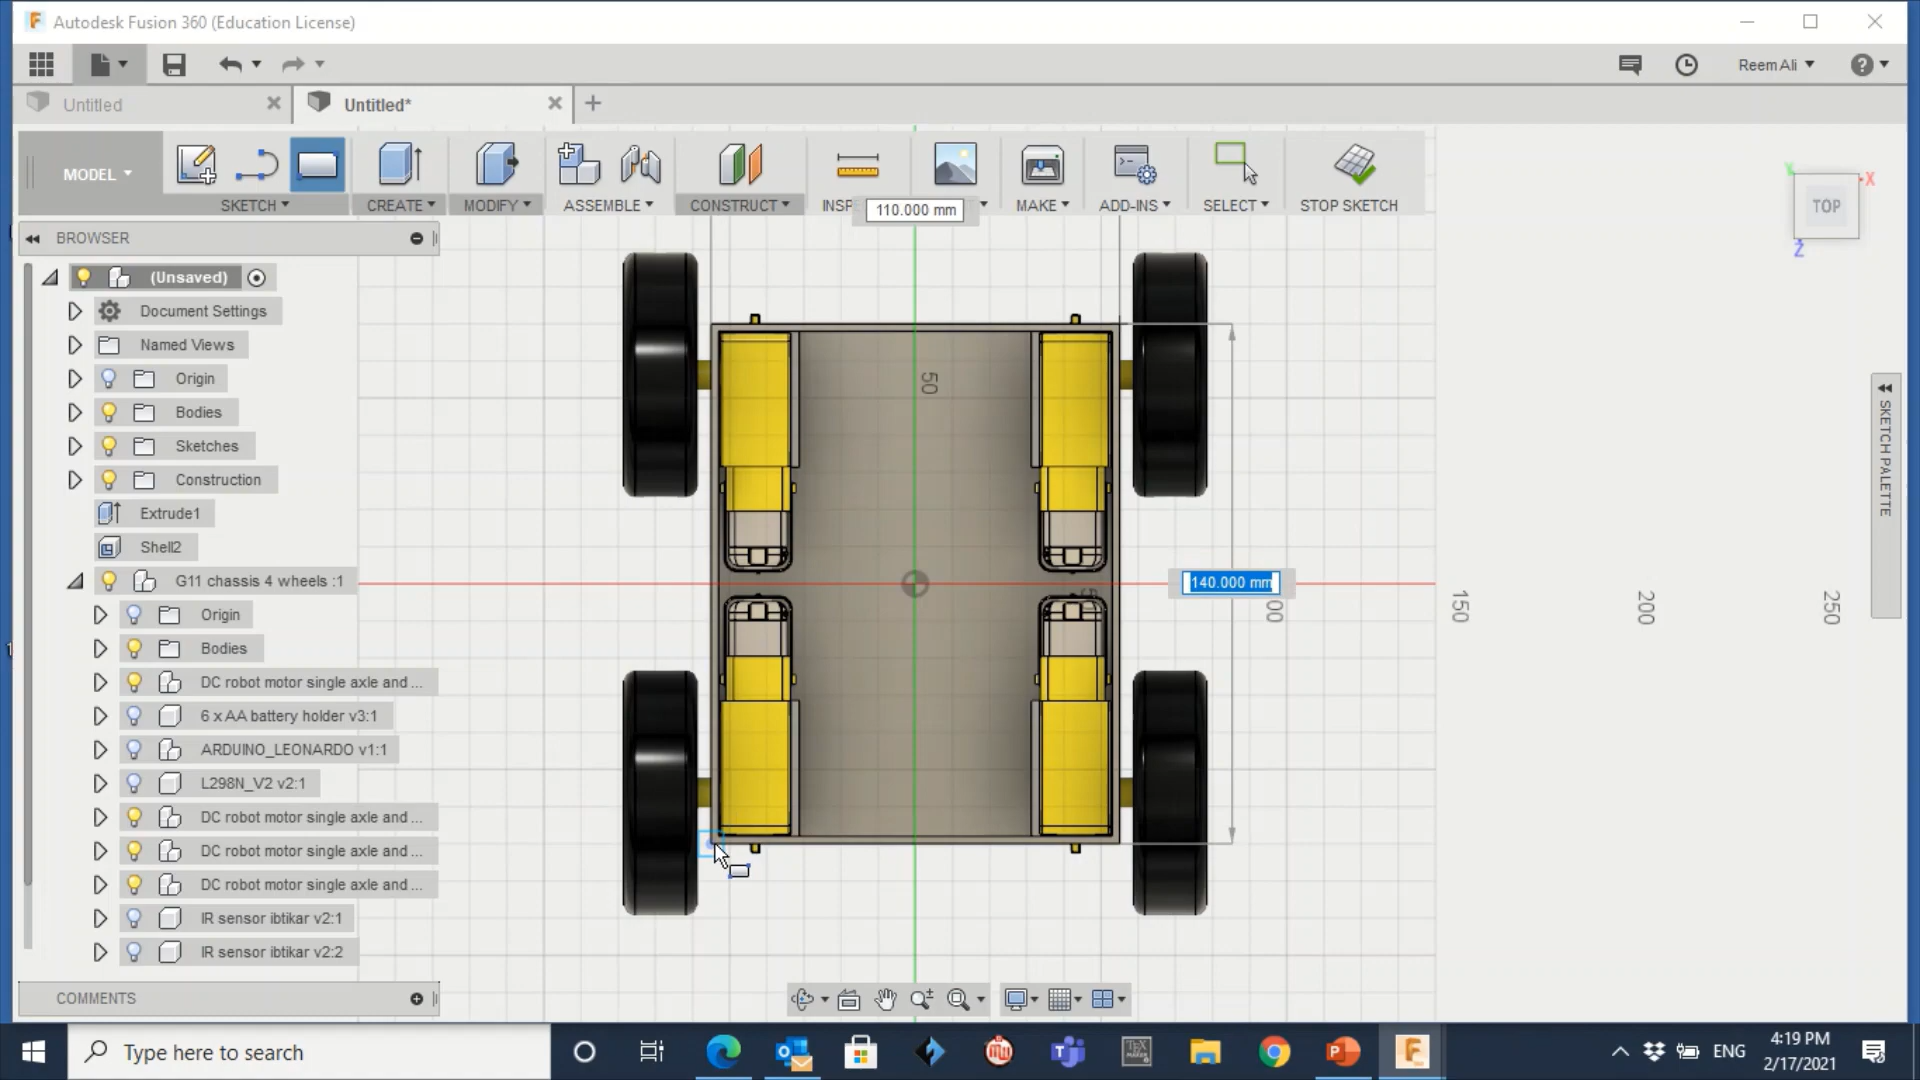 Autodesk Fusion 360 (Education License)
Reem Ali
Untitled
Untitled*
MODEL
SKETCH
CREATE
MODIFY
ASSEMBLE
CONSTRUCT
INSP
MAKE
ADD-INS
SELECT
STOP SKETCH
110.000 mm
TOP
X
Y
Z
BROWSER
(Unsaved)
Document Settings
Named Views
Origin
Bodies
Sketches
Construction
Extrude1
Shell2
G11 chassis 4 wheels :1
Origin
Bodies
DC robot motor single axle and ...
6 x AA battery holder v3:1
ARDUINO_LEONARDO v1:1
L298N_V2 v2:1
DC robot motor single axle and ...
DC robot motor single axle and ...
DC robot motor single axle and ...
IR sensor ibtikar v2:1
IR sensor ibtikar v2:2
COMMENTS
50
140.000 mm
00
150
200
250
SKETCH PALETTE
Type here to search
ENG
4:19 PM
2/17/2021